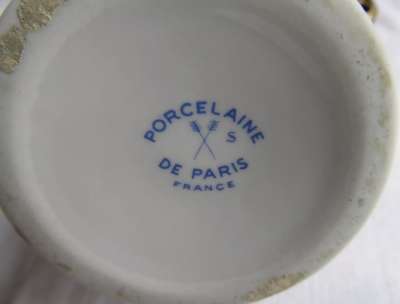 PORCELAINE
S
DE PARIS
FRANCE